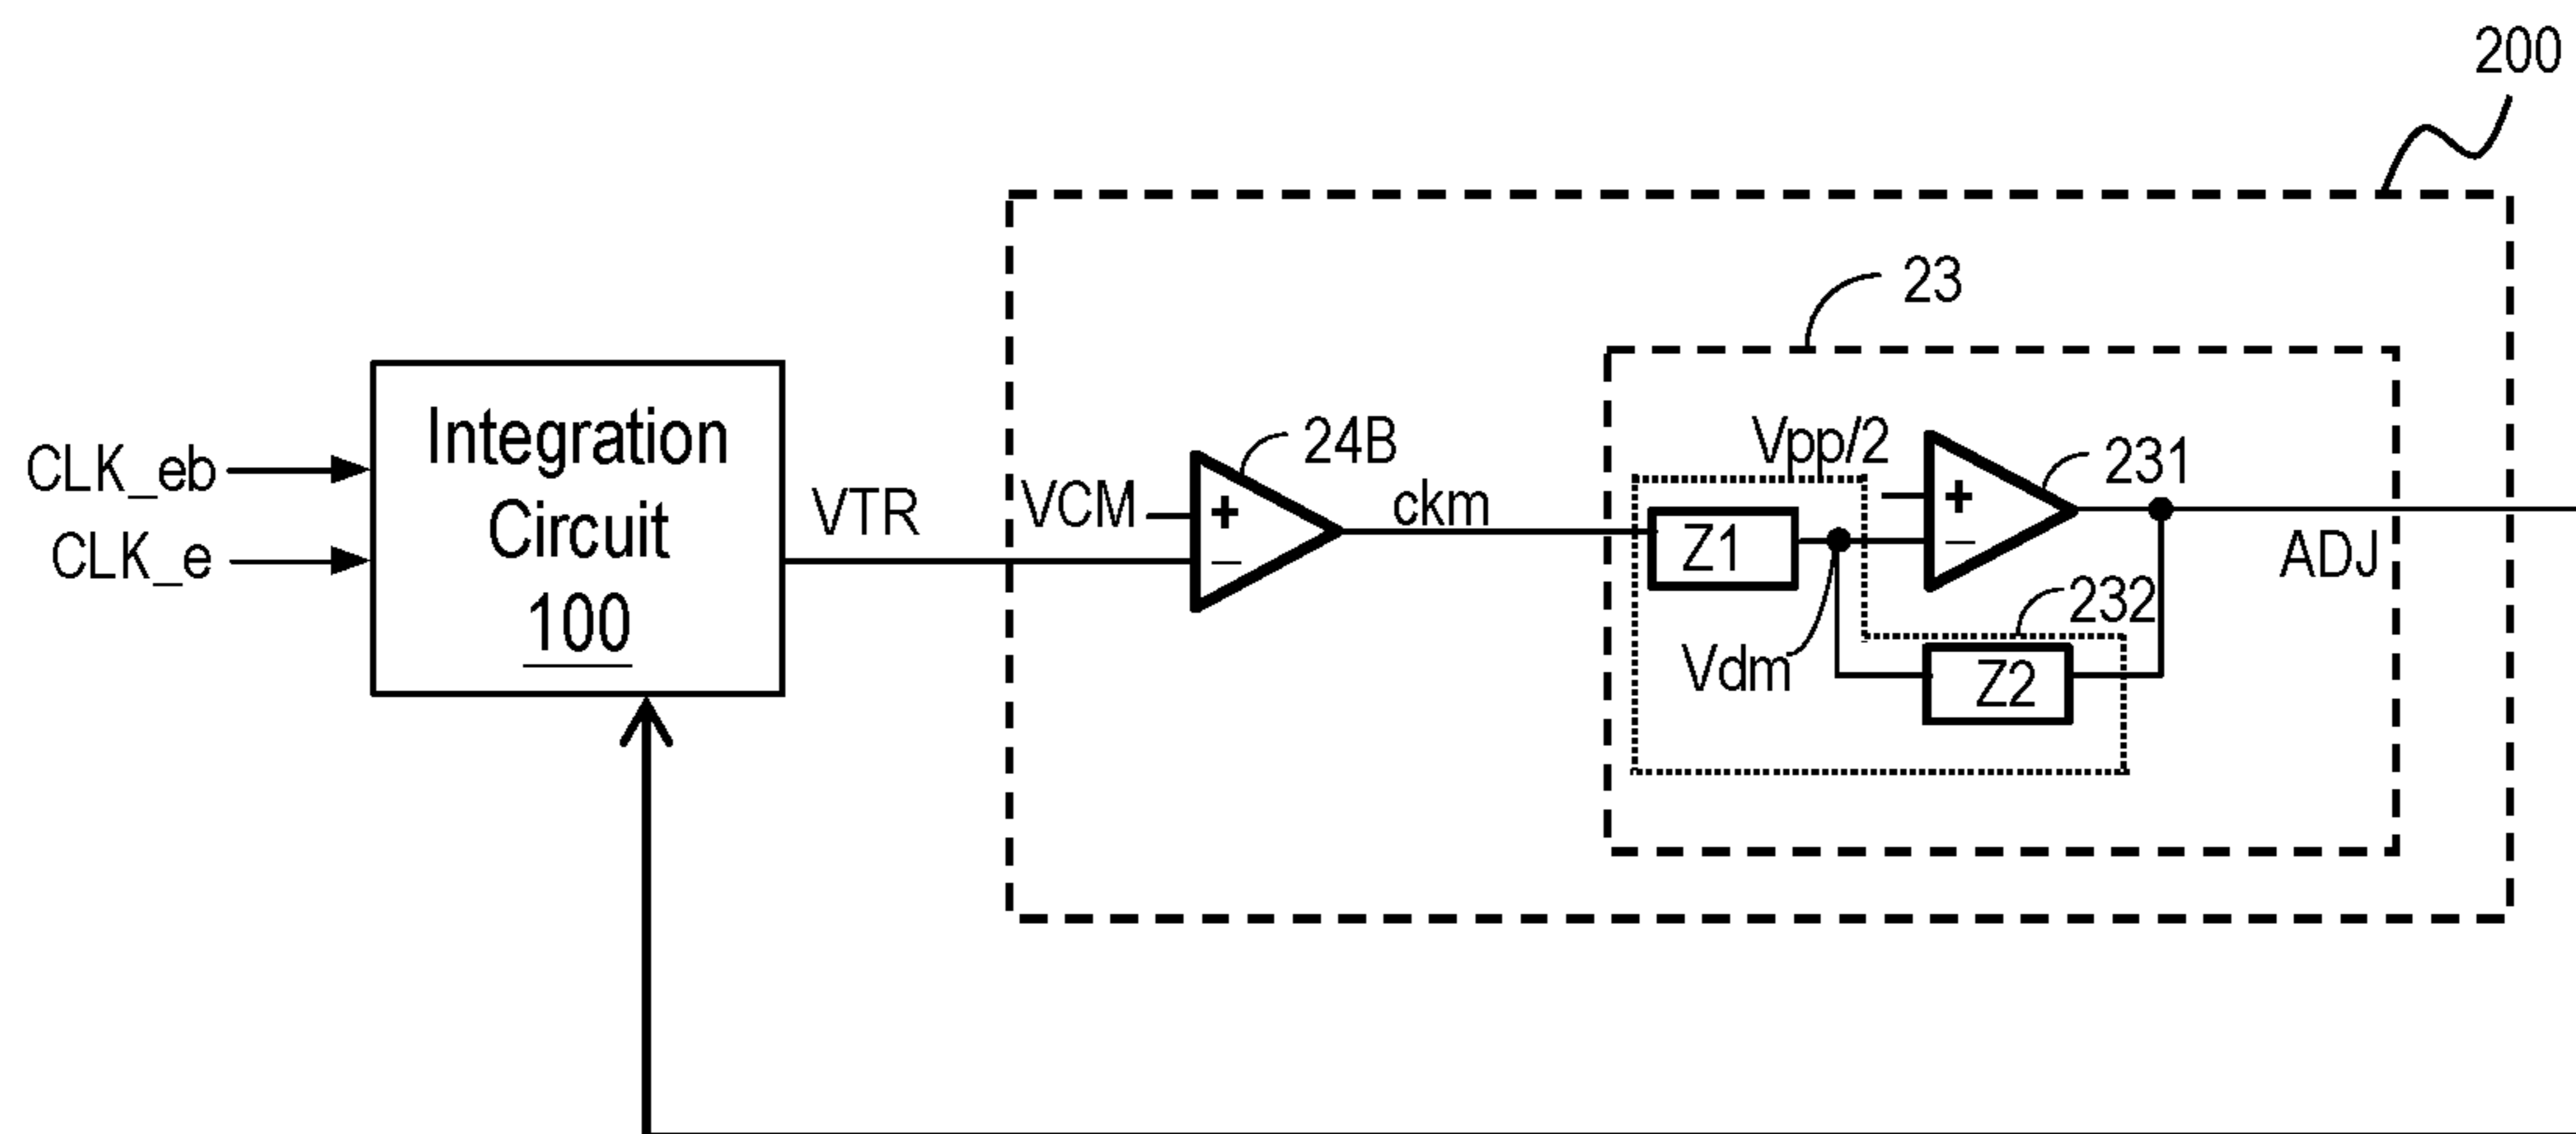 200
23
Integration
Circuit
100
CLK_eb
CLK_e
VTR
VCM
+
–
24B
ckm
Vpp/2
Z1
+
–
231
ADJ
232
Vdm
Z2